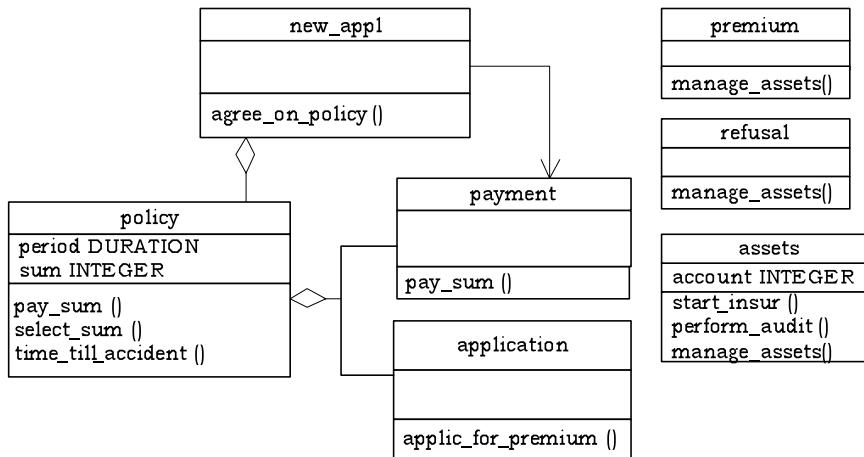 new_appl
agree_on_policy ()
policy
period DURATION
sum INTEGER
pay_sum ()
select_sum ()
time_till_accident ()
payment
pay_sum ()
application
applic_for_premium ()
premium
manage_assets()
refusal
manage_assets()
assets
account INTEGER
start_insur ()
perform_audit ()
manage_assets()